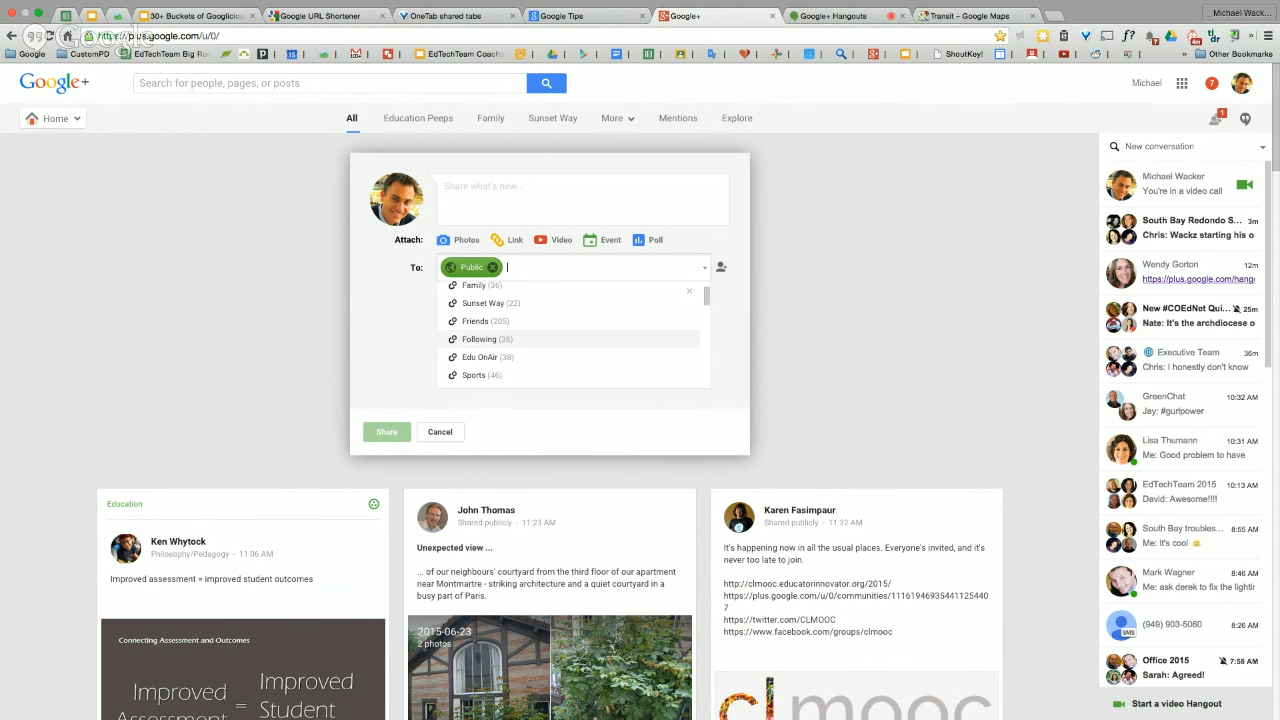 30+ Buckets of Googlicious
Google URL Shortener
OneTab shared tabs
Google Tips
Google+
Google+ Hangouts
Transit – Google Maps
Michael Wack...
plus.google.com/u/0/
Google
Google
CustomPD
EdTechTeam Coache
ShoutKey!
Other Bookmarks
Google+
Search for people, pages, or posts
Michael
7
Home
All
Education Peeps
Family
Sunset Way
More
Mentions
Explore
1
Share what's new...
Attach:
Photos
Link
Video
Event
Poll
To:
Public
Family (36)
Sunset Way (22)
Friends (205)
Following (38)
Edu OnAir (38)
Sports (46)
Share
Cancel
New conversation
Michael Wacker
You're in a video call
South Bay Redondo S... 3m
Chris: Wackz starting his o
Wendy Gorton 12m
https://plus.google.com/hang
New #COEdNet Qui... 25m
Nate: It's the archdiocese o
Executive Team 36m
Chris: I honestly don't know
GreenChat 10:32 AM
Jay: #gurlpower
Lisa Thumann 10:31 AM
Me: Good problem to have
EdTechTeam 2015 10:13 AM
David: Awesome!!!!
South Bay troubles... 8:55 AM
Me: it's cool
Mark Wagner 8:46 AM
Me: ask derek to fix the lightin
SMS
(949) 903-5080 8:26 AM
Office 2015 7:58 AM
Sarah: Agreed!
Start a video Hangout
Education
Ken Whytock
Philosophy/Pedagogy - 11:06 AM
Improved assessment = improved student outcomes
Connecting Assessment and Outcomes
Improved Assessment = Improved Student
John Thomas
Shared publicly - 11:23 AM
Unexpected view ...
... of our neighbours' courtyard from the third floor of our apartment
near Montmartre - striking architecture and a quiet courtyard in a
busy part of Paris.
2015-06-23
2 photos
Karen Fasimpaur
Shared publicly - 11:32 AM
It's happening now in all the usual places. Everyone's invited, and it's
never too late to join.
http://clmooc.educatorinnovator.org/2015/
https://plus.google.com/u/0/communities/11161946935441125440
7
https://twitter.com/CLMOOC
https://www.facebook.com/groups/clmooc
clmooc